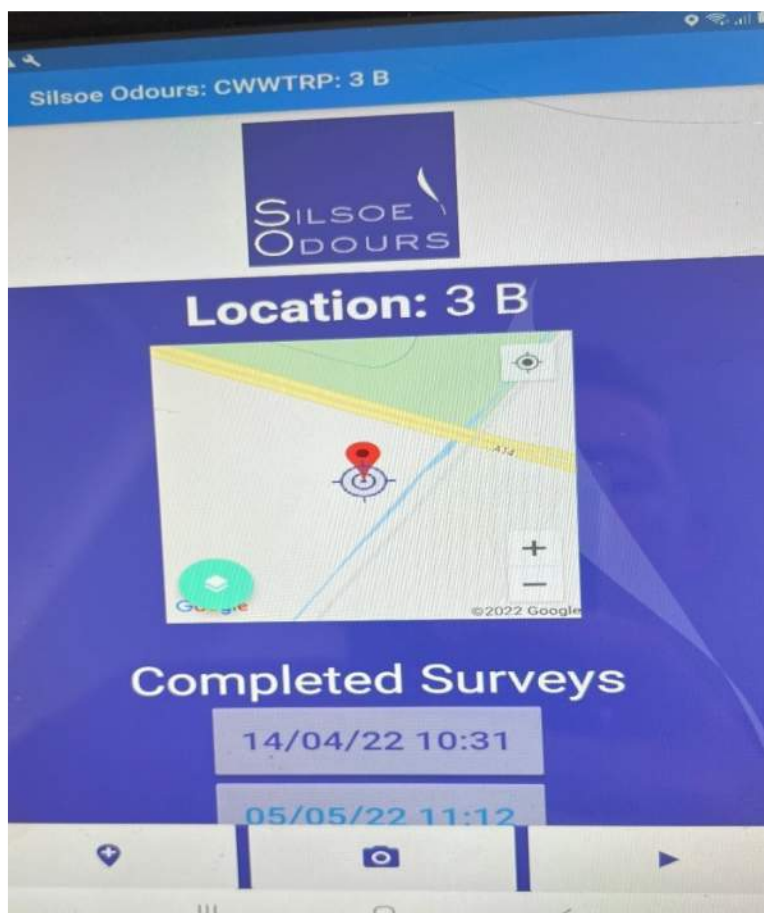 Silsoe Odours: CWWTRP: 3 B
SILSOE
ODOURS
Location: 3 B
A14
Google
©2022 Google
Completed Surveys
14/04/22 10:31
05/05/22 11:12